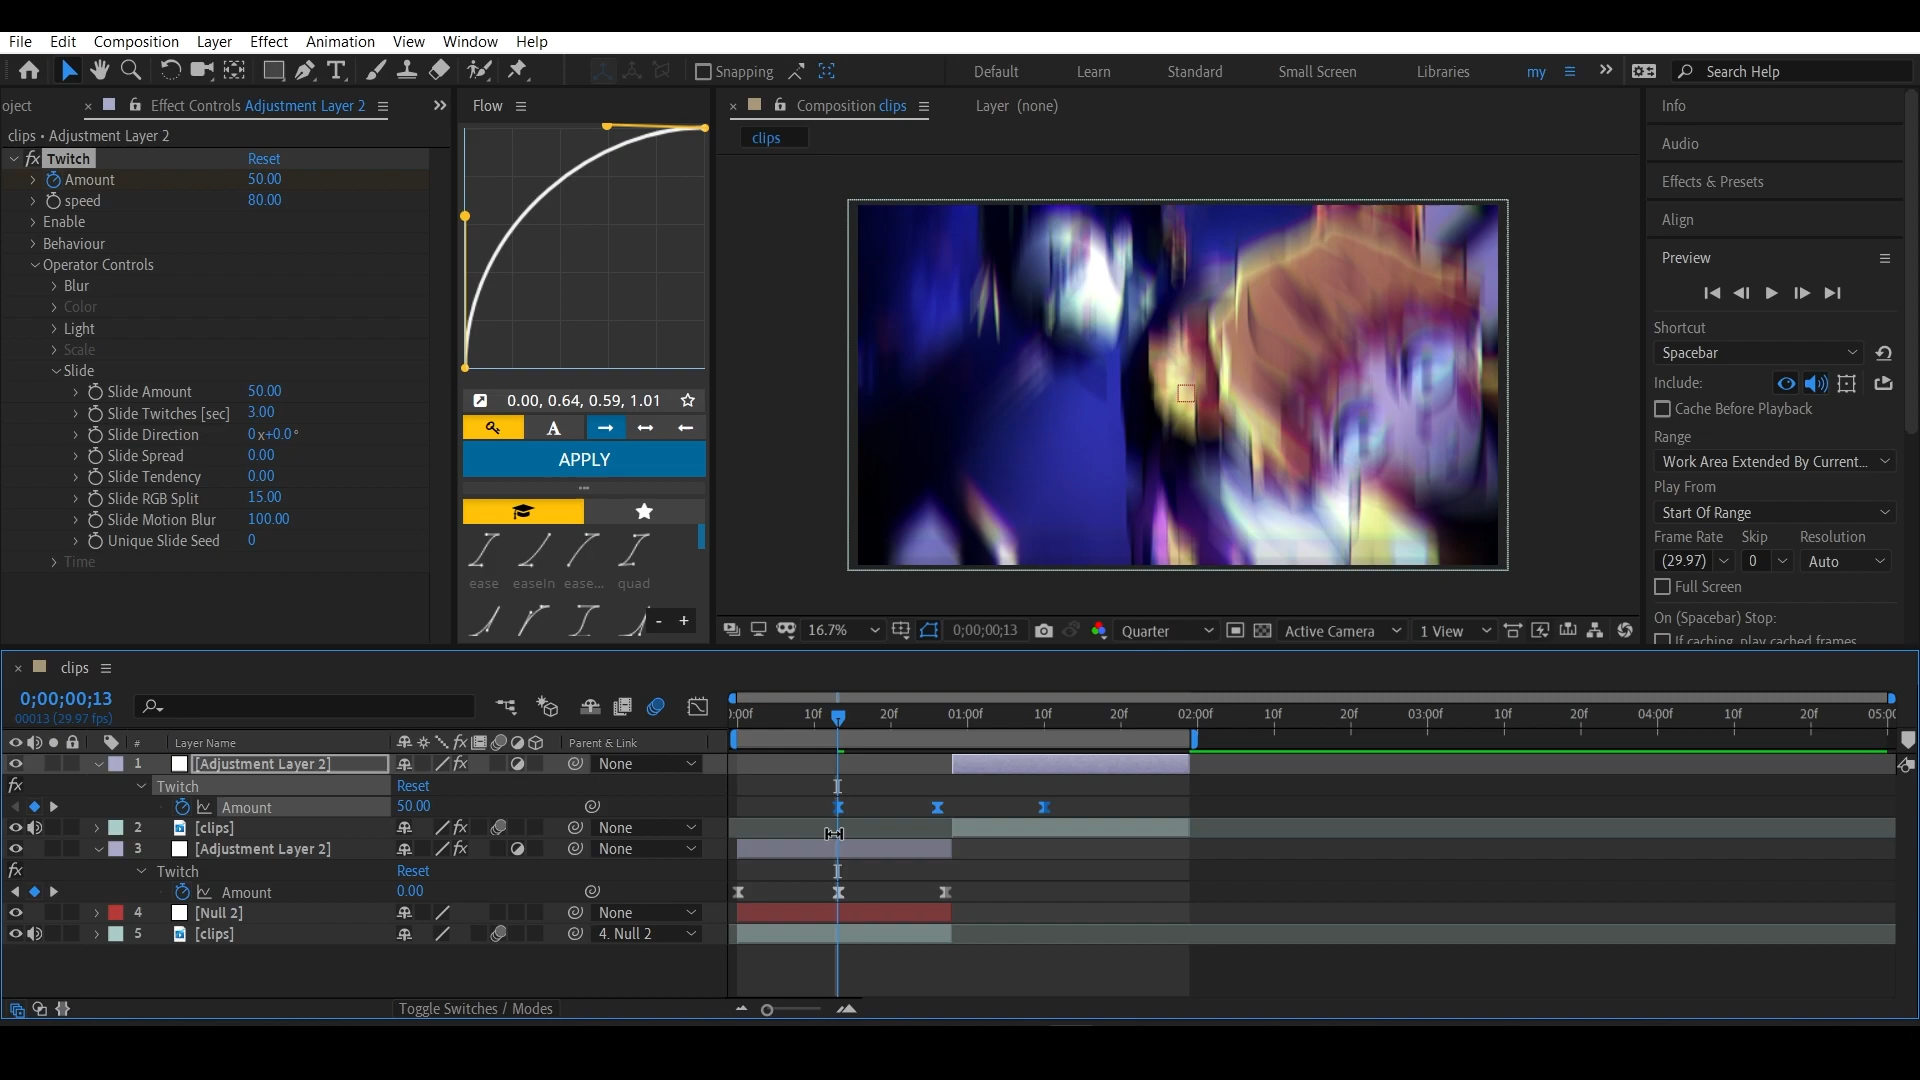 File Edit Composition Layer Effect Animation View Window Help
T Snapping Default Learn Standard Small Screen Libraries my Search Help
oject × Effect Controls Adjustment Layer 2
clips • Adjustment Layer 2
fx Twitch Reset
Amount 50.00
speed 80.00
Enable
Behaviour
Operator Controls
Blur
Color
Light
Scale
Slide
Slide Amount 50.00
Slide Twitches [sec] 3.00
Slide Direction 0x+0.0°
Slide Spread 0.00
Slide Tendency 0.00
Slide RGB Split 15.00
Slide Motion Blur 100.00
Unique Slide Seed 0
Time
Flow
0.00, 0.64, 0.59, 1.01
A
APPLY
ease easeIn ease... quad
- +
× Composition clips Layer (none)
clips
16.7% 0;00;00;13 Quarter Active Camera 1 View
Info
Audio
Effects & Presets
Align
Preview
Shortcut
Spacebar
Include:
Cache Before Playback
Range
Work Area Extended By Current...
Play From
Start Of Range
Frame Rate Skip Resolution
(29.97) 0 Auto
Full Screen
On (Spacebar) Stop:
If caching, play cached frames
× clips
0;00;00;13
00013 (29.97 fps)
):00f 10f 20f 01:00f 10f 20f 02:00f 10f 20f 03:00f 10f 20f 04:00f 10f 20f 05:00
# Layer Name fx Parent & Link
1 [Adjustment Layer 2] fx None
fx Twitch Reset
Amount 50.00
2 [clips] fx None
3 [Adjustment Layer 2] fx None
fx Twitch Reset
Amount 0.00
4 [Null 2] None
5 [clips] 4. Null 2
Toggle Switches / Modes